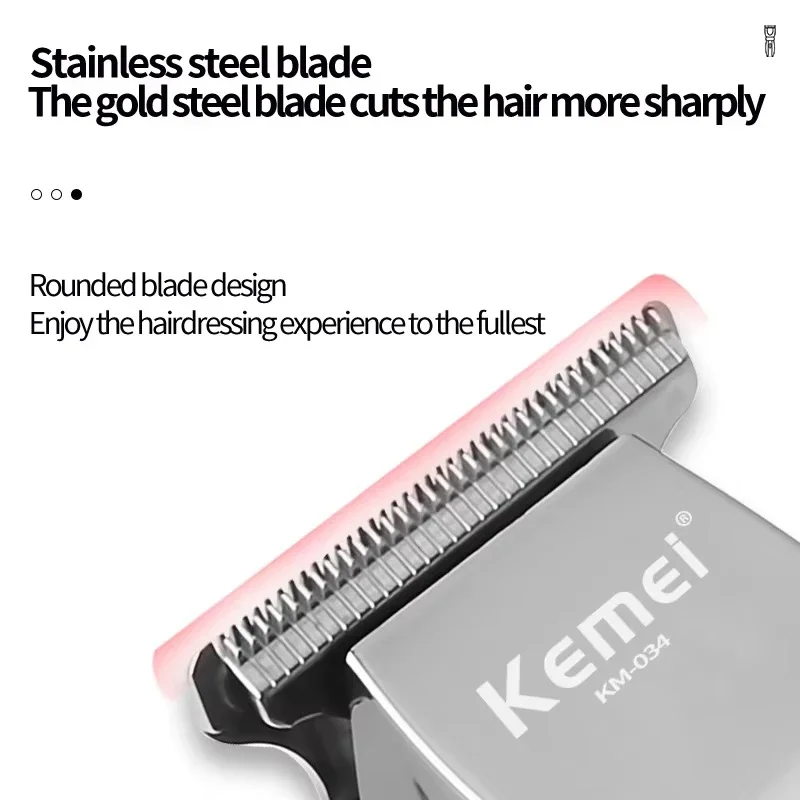 Stainless steel blade
The gold steel blade cuts the hair more sharply
Rounded blade design
Enjoy the hairdressing experience to the fullest
Kemei®
KM-034